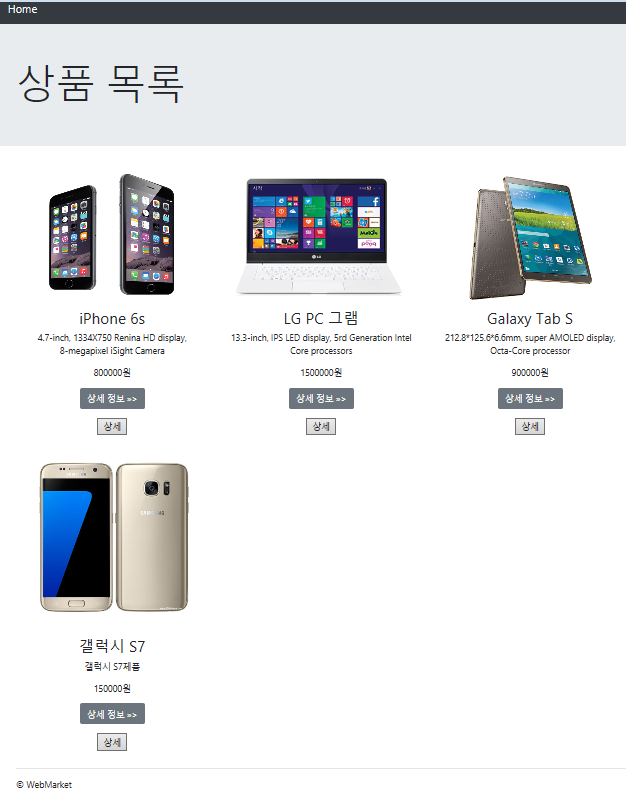 Home
상품 목록
시작
LG
SAMSUNG
iPhone 6s
4.7-inch, 1334X750 Renina HD display,
8-megapixel iSight Camera
800000원
상세 정보 »>
상세
LG PC 그램
13.3-inch, IPS LED display, 5rd Generation Intel
Core processors
1500000원
상세 정보 »>
상세
Galaxy Tab S
212.8*125.6*6.6mm, super AMOLED display,
Octa-Core processor
900000원
상세 정보 »>
상세
SAMSUNG
갤럭시 S7
갤럭시 S7제품
150000원
상세 정보 »>
상세
© WebMarket